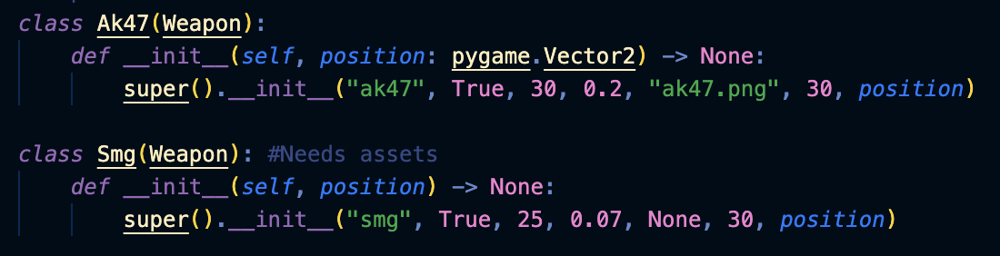 class Ak47(Weapon):
def __init__(self, position: pygame.Vector2) -> None:
super().__init__("ak47", True, 30, 0.2, "ak47.png", 30, position)
class Smg(Weapon): #Needs assets
def __init__(self, position) -> None:
super().__init__("smg", True, 25, 0.07, None, 30, position)